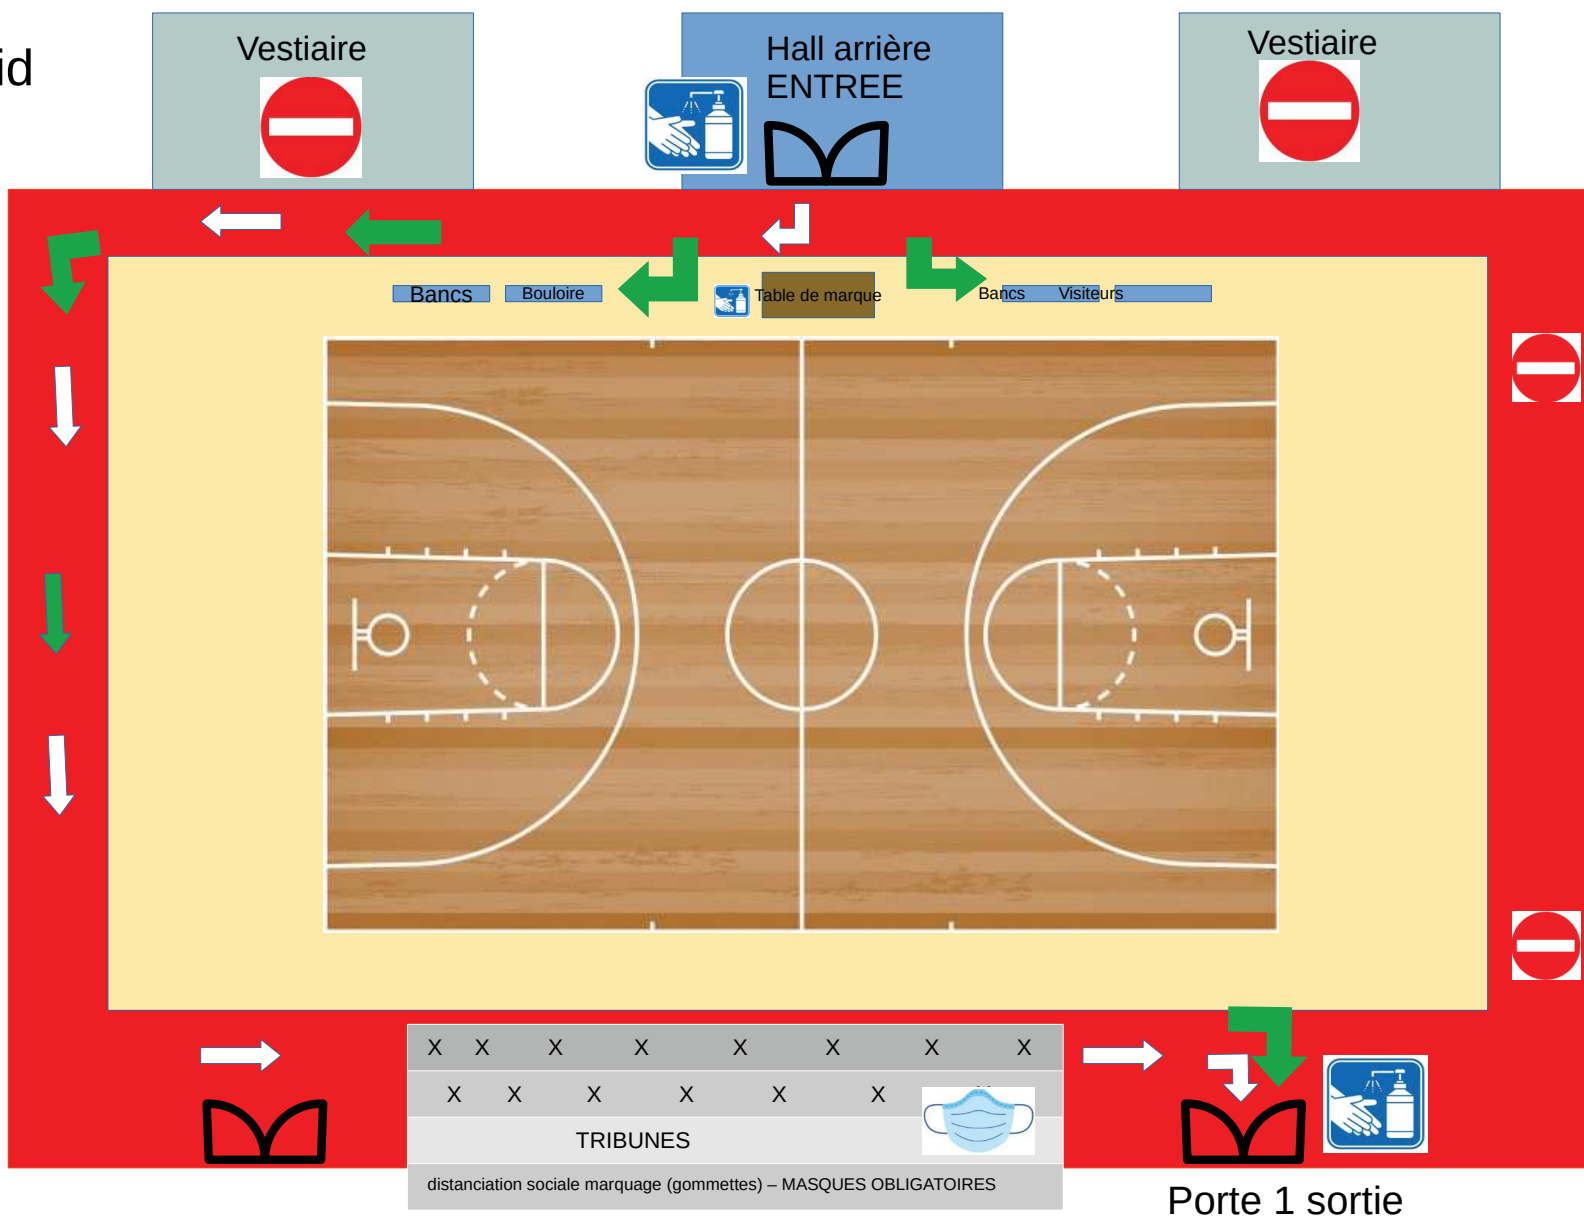 id
Vestiaire
Hall arrière
ENTREE
Vestiaire
Bancs
Bouloire
Table de marque
Bancs Visiteurs
X X X X X X X X
X X X X X X
TRIBUNES
distanciation sociale marquage (gommettes) – MASQUES OBLIGATOIRES
Porte 1 sortie